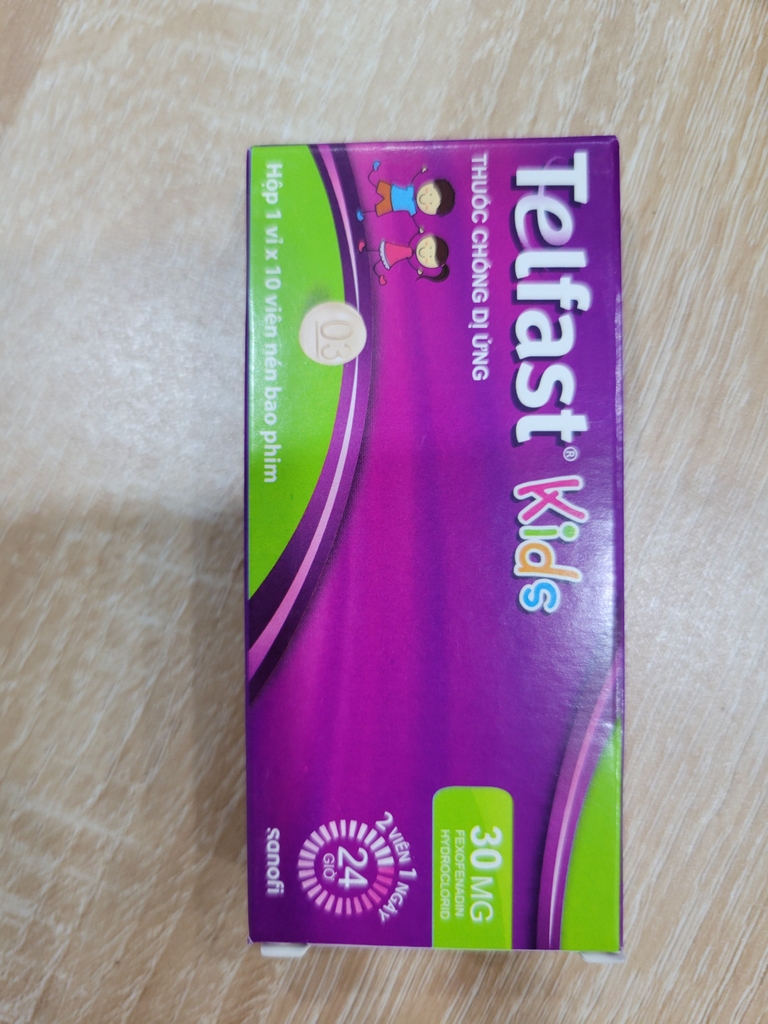 Telfast® Kids
THUỐC CHỐNG DỊ ỨNG
03
Hộp 1 vỉ x 10 viên nén bao phim
30 MG
FEXOFENADIN
HYDROCLORID
2 VIÊN 1 NGÀY
24
GIỜ
sanofi